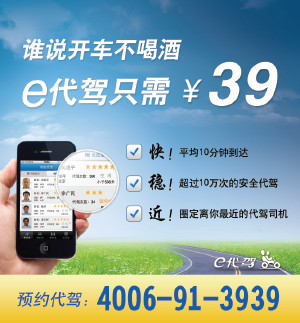 谁说开车不喝酒
e代驾只需 ¥39
快！平均10分钟到达
稳！超过10万次的安全代驾
近！圈定离你最近的代驾司机
e代驾
预约代驾：4006-91-3939